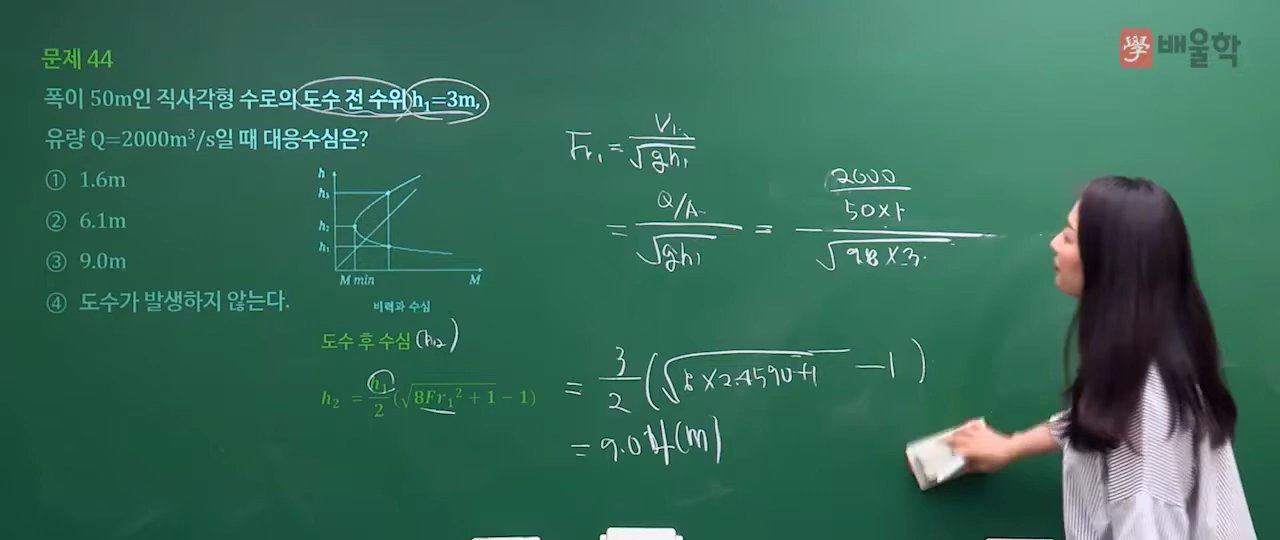 學 배울학
문제 44
폭이 50m인 직사각형 수로의 도수 전 수위 h₁=3m,
유량 Q=2000m³/s일 때 대응수심은?
① 1.6m
② 6.1m
③ 9.0m
④ 도수가 발생하지 않는다.
h
h₃
h₂
h₁
M min
M
비력과 수심
도수 후 수심 (h₂)
h₂ = h₁/2 (√(8Fr₁² + 1) − 1)
Fr₁ = V₁/√(gh₁)
= Q/A / √(gh₁) = 2000 / 50× / √(9.8×3)
= 3/2 (√(8×2.4590+1) − 1)
= 9.04(m)